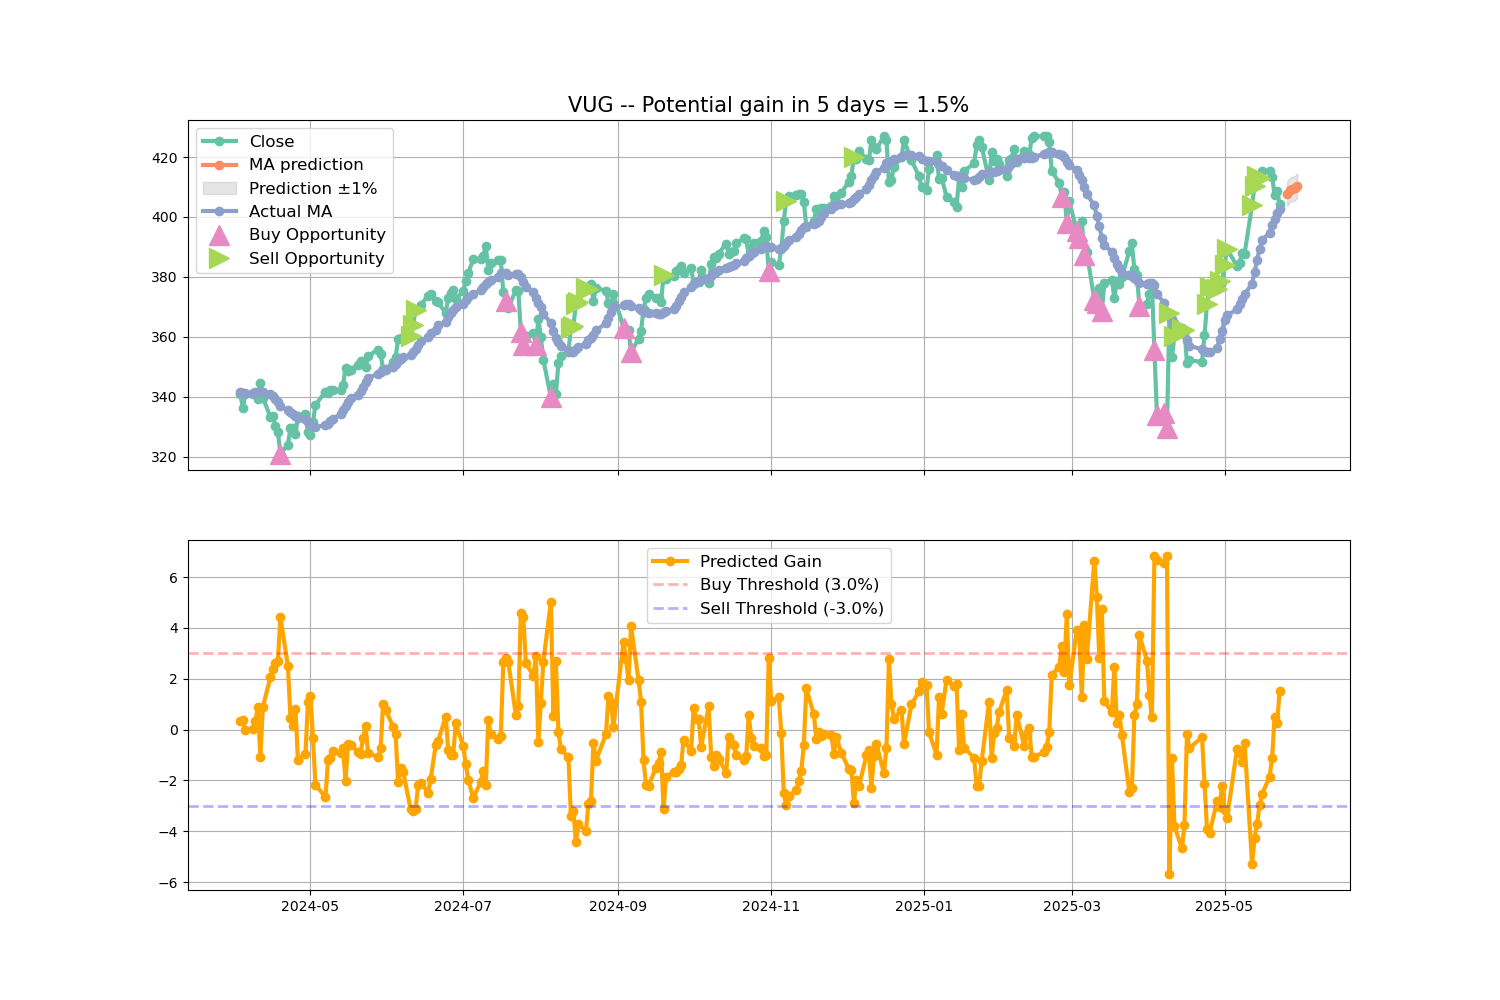 VUG -- Potential gain in 5 days = 1.5%
Close
MA prediction
Prediction ±1%
Actual MA
Buy Opportunity
Sell Opportunity
420
400
380
360
340
320
Predicted Gain
Buy Threshold (3.0%)
Sell Threshold (-3.0%)
6
4
2
0
−2
−4
−6
2024-05 2024-07 2024-09 2024-11 2025-01 2025-03 2025-05